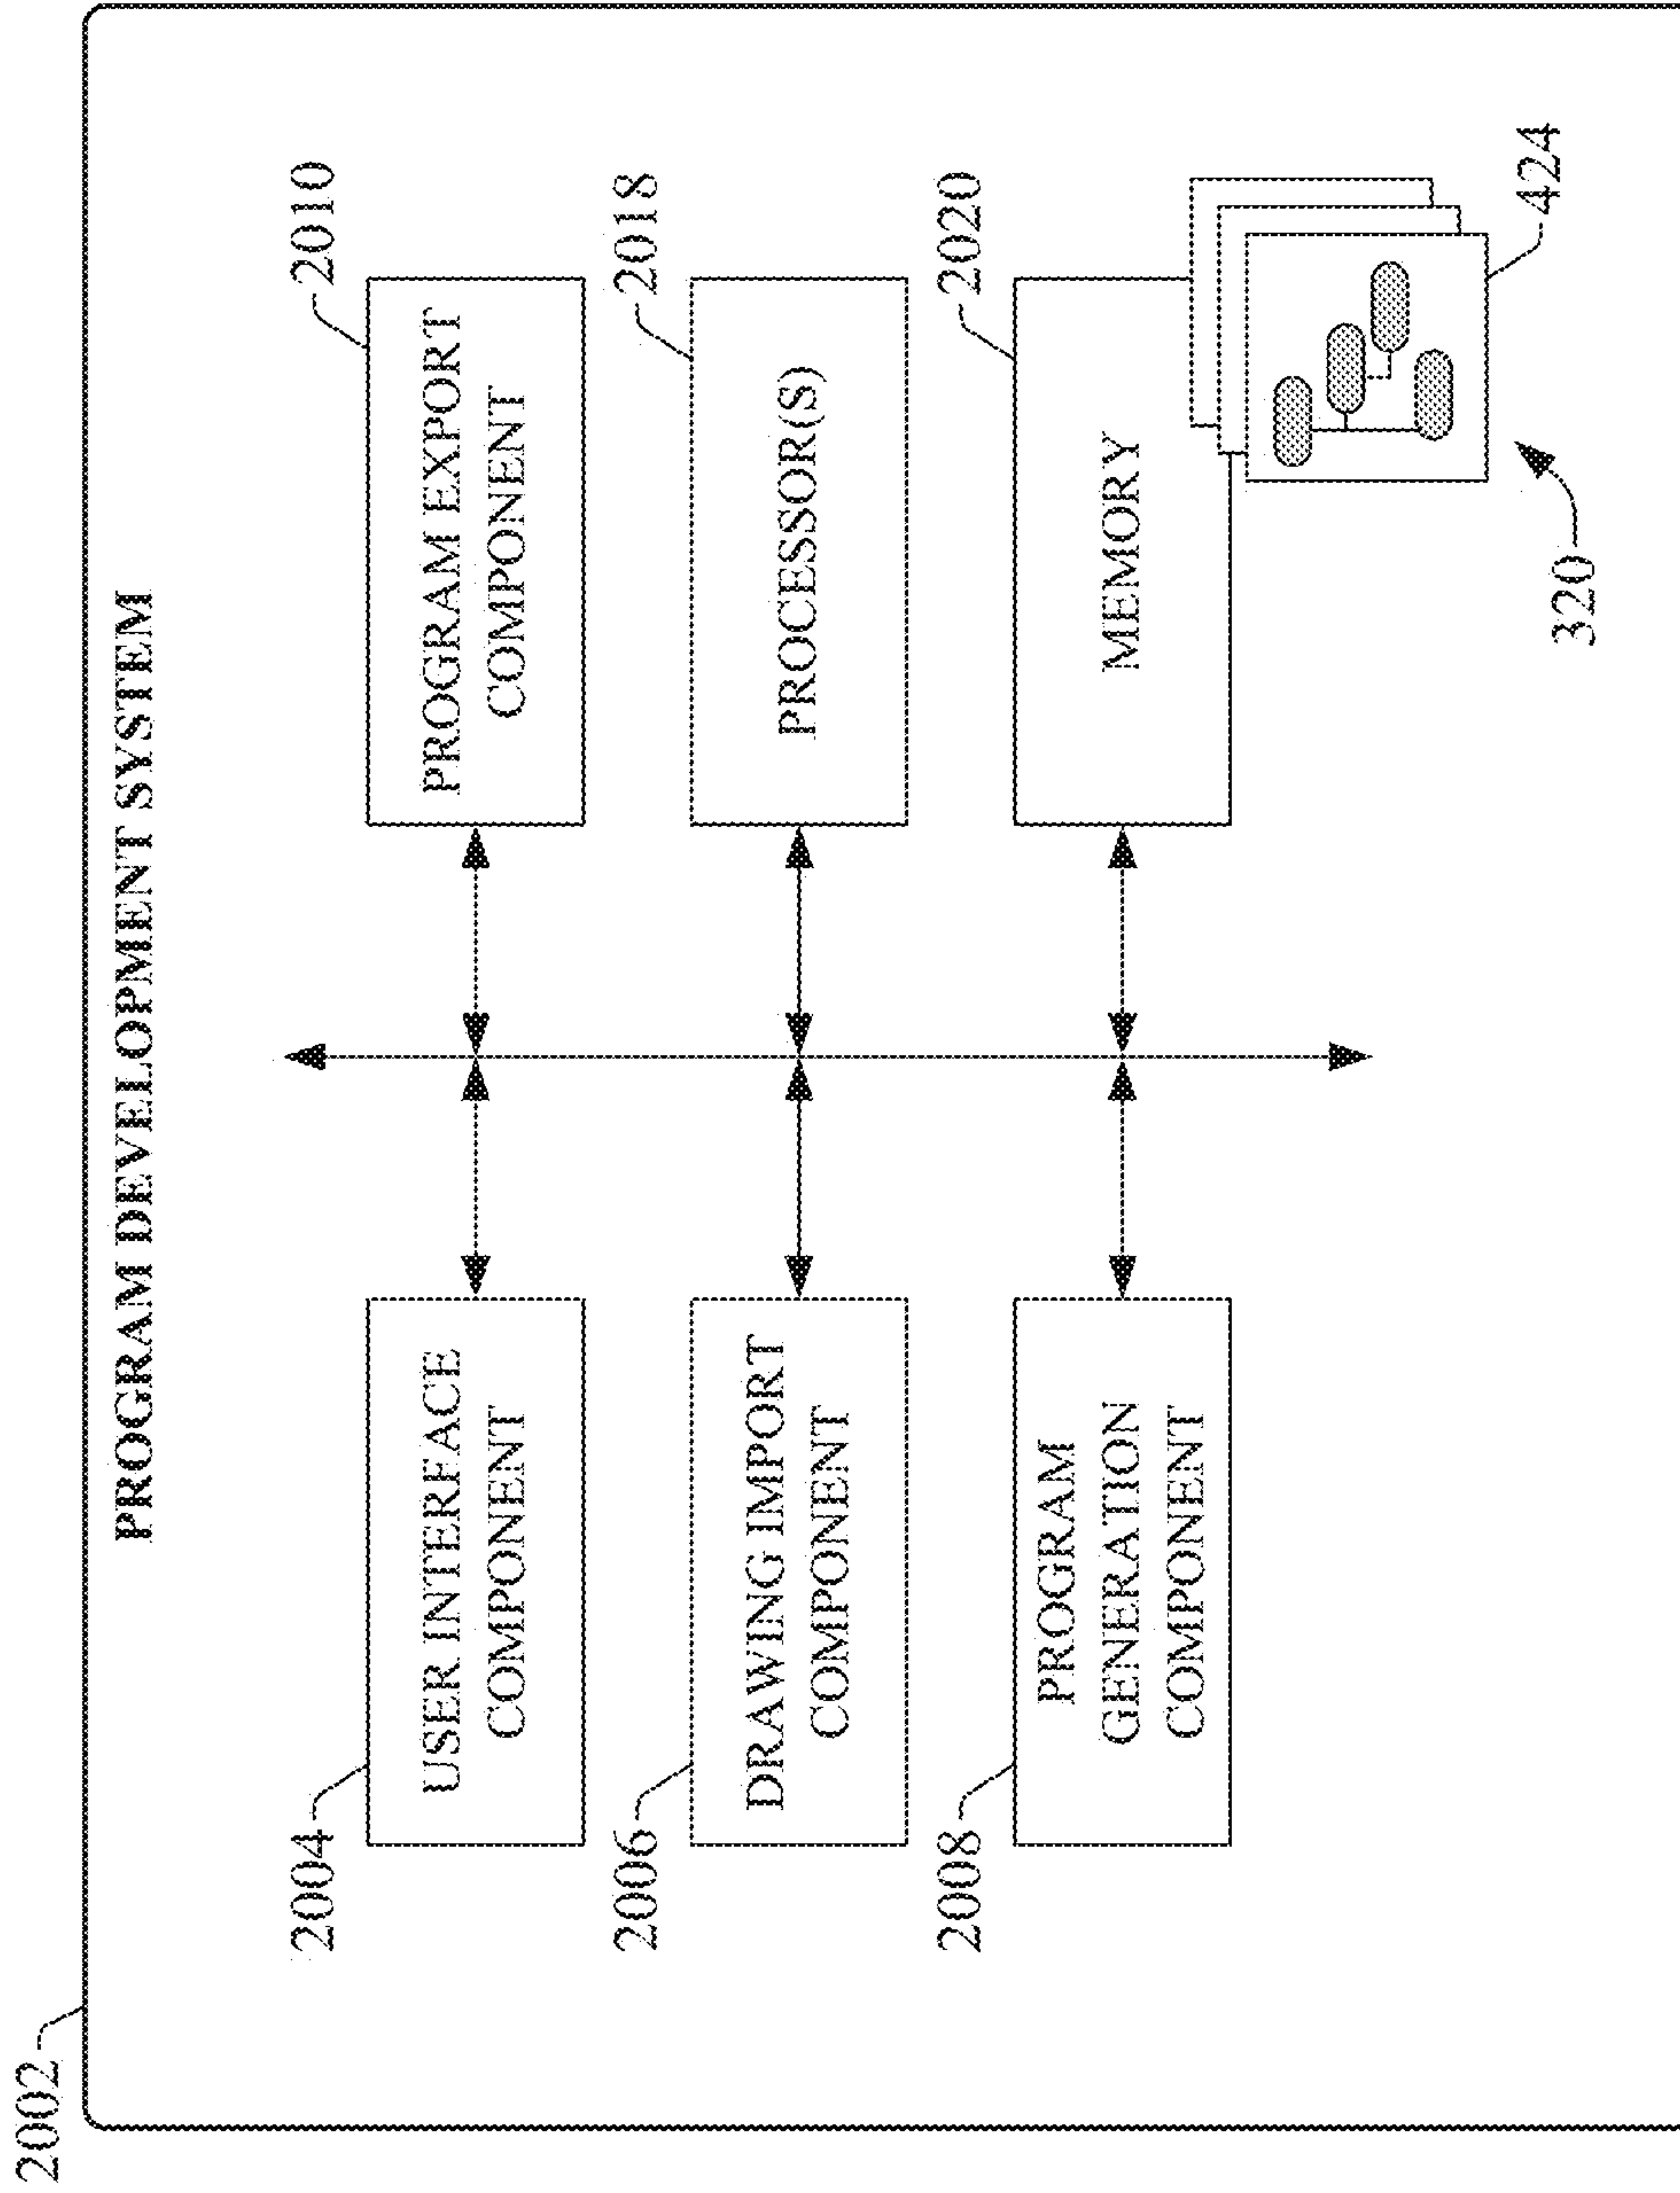 2002
PROGRAM DEVELOPMENT SYSTEM
2004
USER INTERFACE
COMPONENT
2006
DRAWING IMPORT
COMPONENT
2008
PROGRAM
GENERATION
COMPONENT
2010
PROGRAM EXPORT
COMPONENT
2018
PROCESSOR(S)
2020
MEMORY
320
424